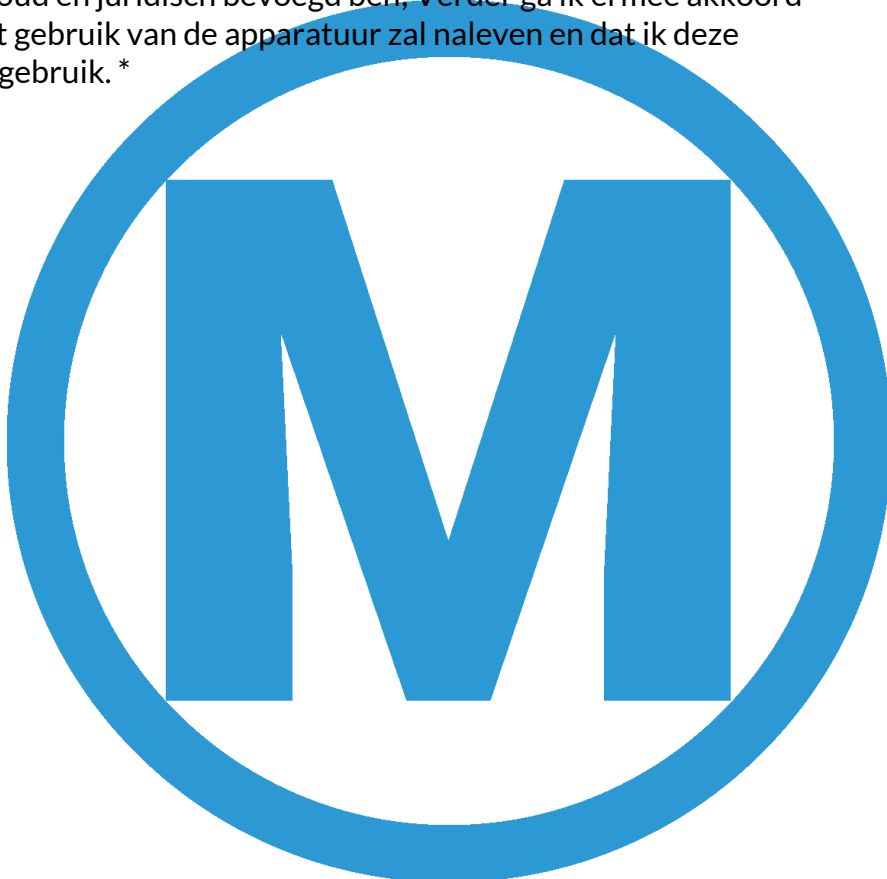 oud en juridisch bevoegd ben; Verder ga ik ermee akkoord
t gebruik van de apparatuur zal naleven en dat ik deze
gebruik. *
M